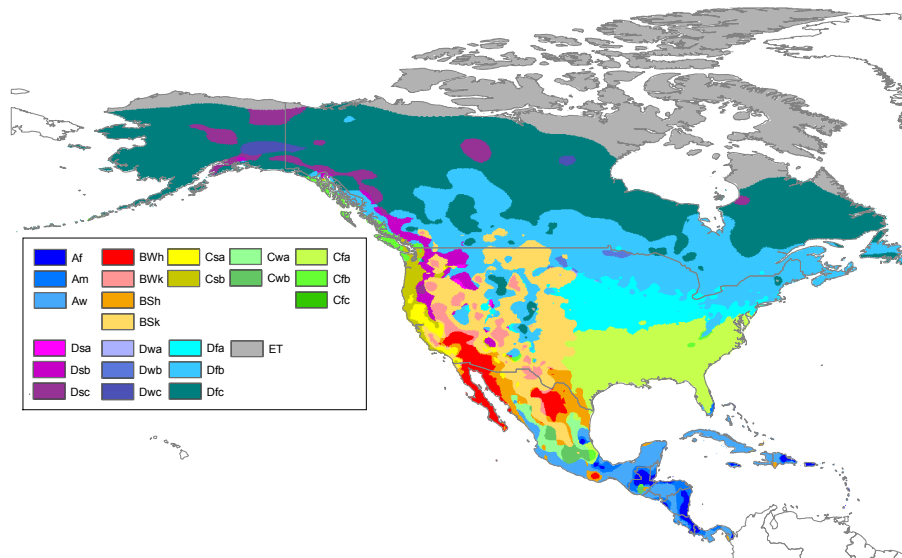 Af BWh Csa Cwa Cfa
Am BWk Csb Cwb Cfb
Aw BSh Cfc
BSk
Dsa Dwa Dfa ET
Dsb Dwb Dfb
Dsc Dwc Dfc